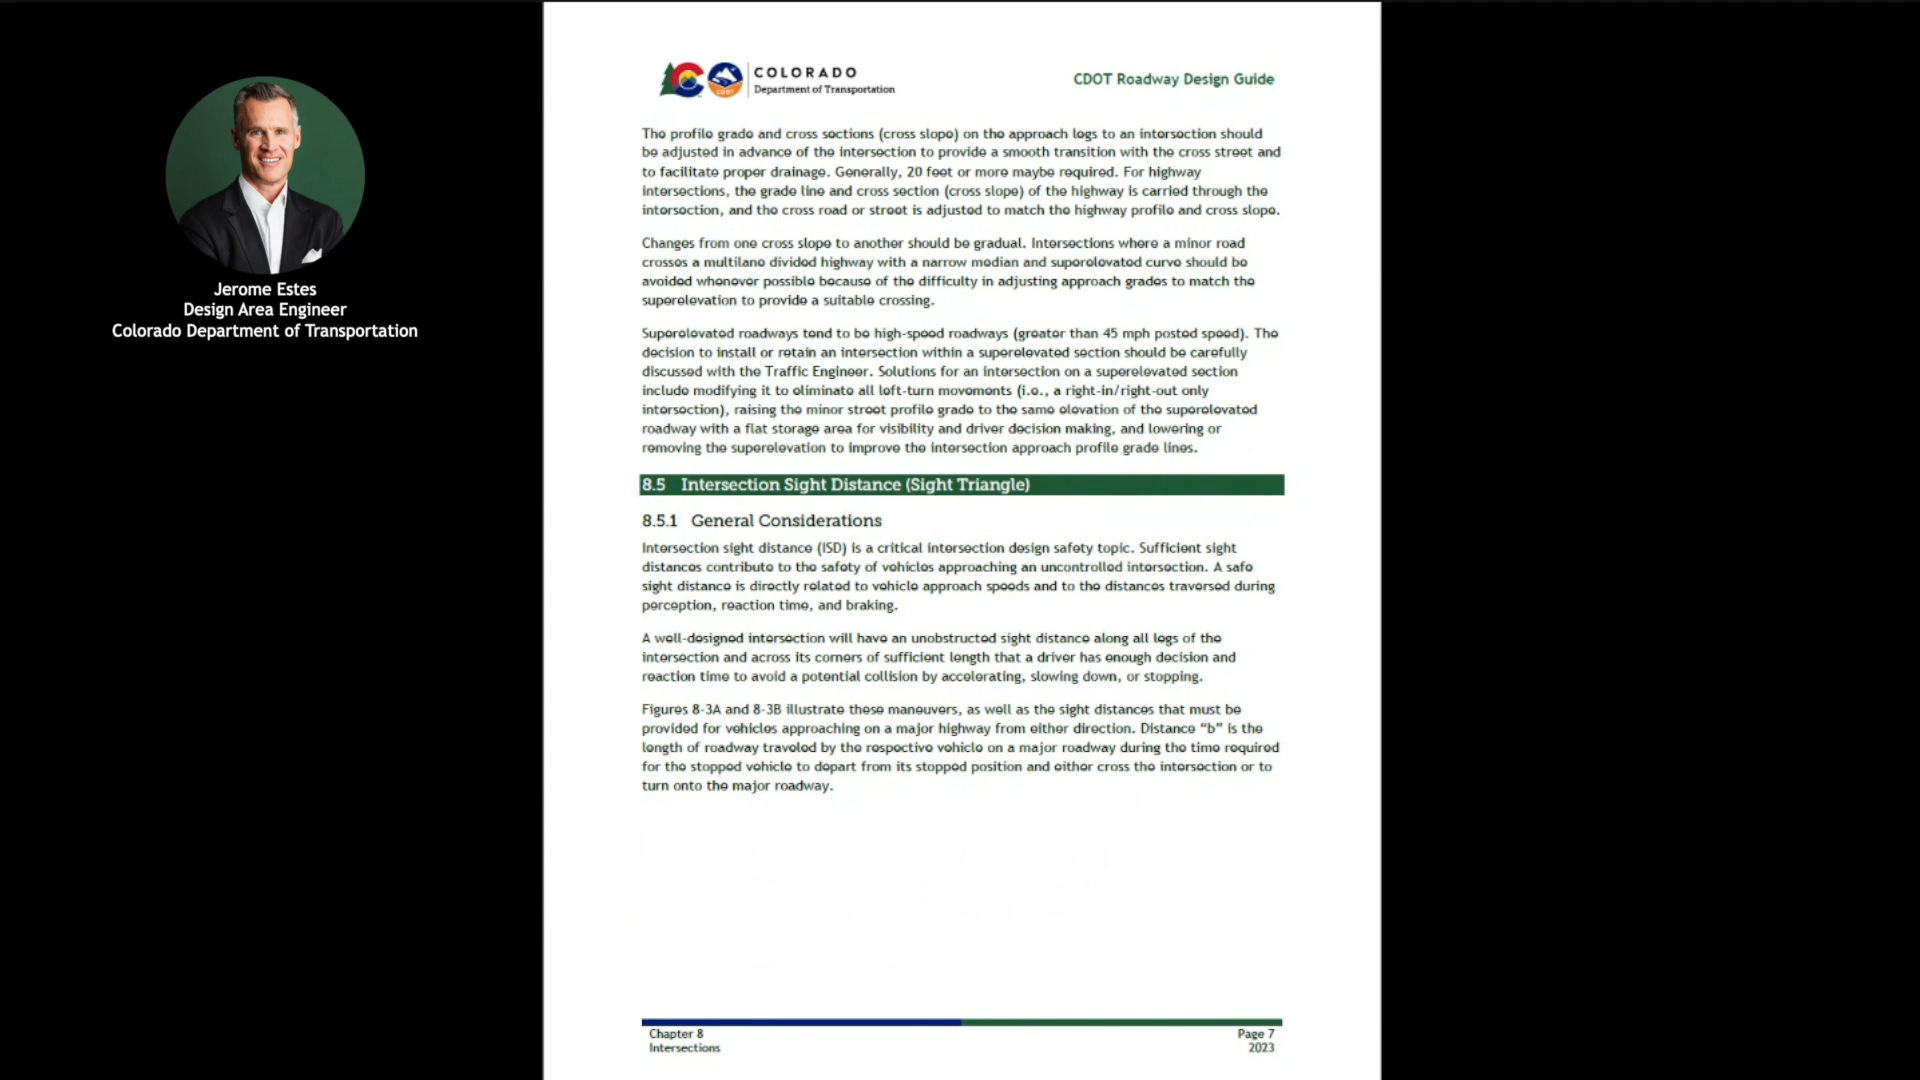 Jerome Estes
Design Area Engineer
Colorado Department of Transportation
CDOT
COLORADO
Department of Transportation
CDOT Roadway Design Guide
The profile grade and cross sections (cross slope) on the approach legs to an intersection should
be adjusted in advance of the intersection to provide a smooth transition with the cross street and
to facilitate proper drainage. Generally, 20 feet or more maybe required. For highway
intersections, the grade line and cross section (cross slope) of the highway is carried through the
intersection, and the cross road or street is adjusted to match the highway profile and cross slope.
Changes from one cross slope to another should be gradual. Intersections where a minor road
crosses a multilane divided highway with a narrow median and superelevated curve should be
avoided whenever possible because of the difficulty in adjusting approach grades to match the
superelevation to provide a suitable crossing.
Superelevated roadways tend to be high-speed roadways (greater than 45 mph posted speed). The
decision to install or retain an intersection within a superelevated section should be carefully
discussed with the Traffic Engineer. Solutions for an intersection on a superelevated section
include modifying it to eliminate all left-turn movements (i.e., a right-in/right-out only
intersection), raising the minor street profile grade to the same elevation of the superelevated
roadway with a flat storage area for visibility and driver decision making, and lowering or
removing the superelevation to improve the intersection approach profile grade lines.
8.5 Intersection Sight Distance (Sight Triangle)
8.5.1 General Considerations
Intersection sight distance (ISD) is a critical intersection design safety topic. Sufficient sight
distances contribute to the safety of vehicles approaching an uncontrolled intersection. A safe
sight distance is directly related to vehicle approach speeds and to the distances traversed during
perception, reaction time, and braking.
A well-designed intersection will have an unobstructed sight distance along all legs of the
intersection and across its corners of sufficient length that a driver has enough decision and
reaction time to avoid a potential collision by accelerating, slowing down, or stopping.
Figures 8-3A and 8-3B illustrate these maneuvers, as well as the sight distances that must be
provided for vehicles approaching on a major highway from either direction. Distance “b” is the
length of roadway traveled by the respective vehicle on a major roadway during the time required
for the stopped vehicle to depart from its stopped position and either cross the intersection or to
turn onto the major roadway.
Chapter 8
Intersections
Page 7
2023